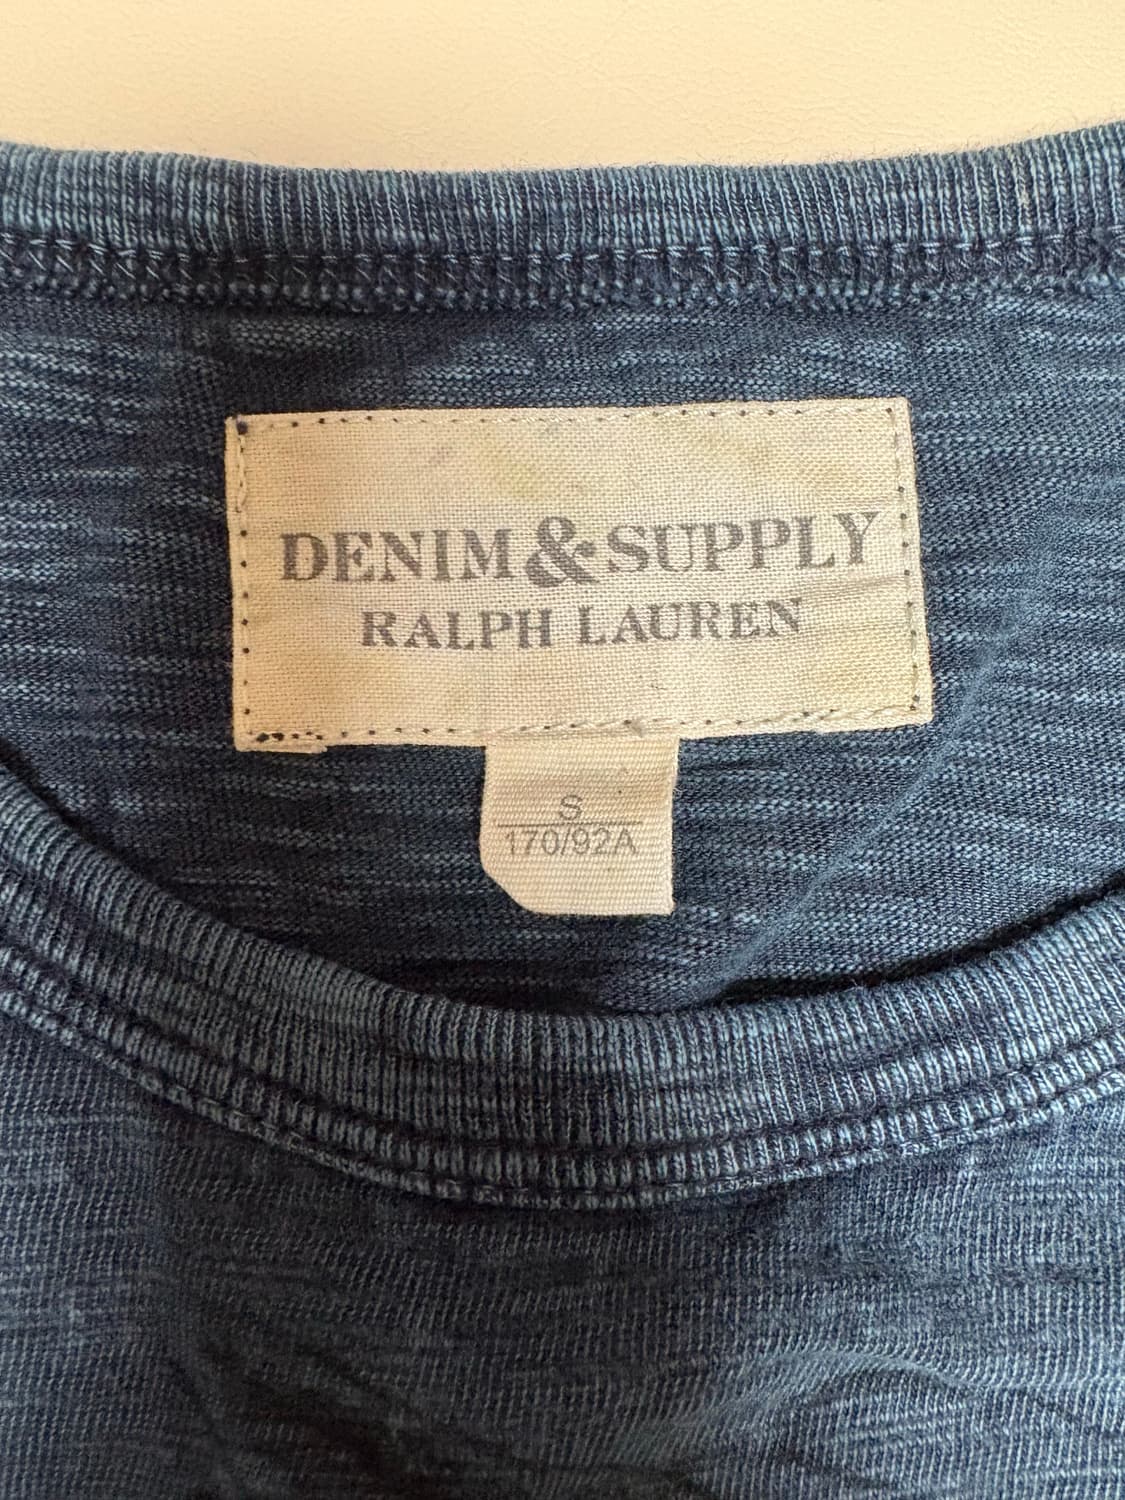 DENIM & SUPPLY
RALPH LAUREN
S
170/92A